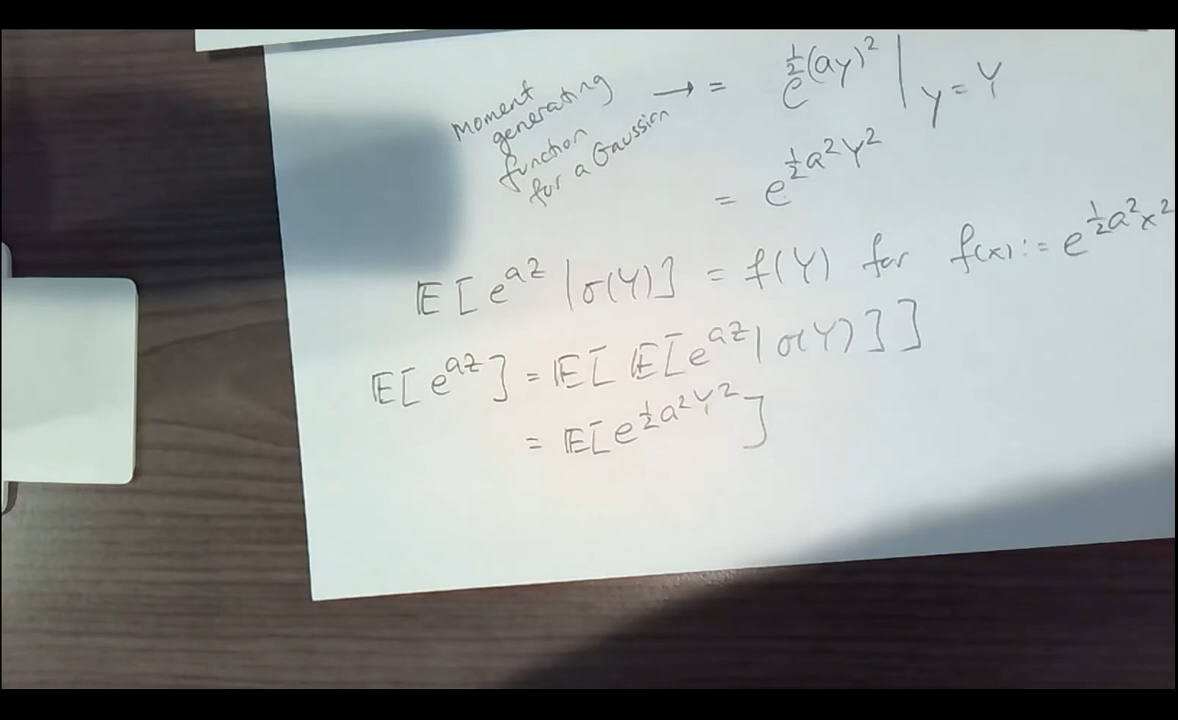 Moment
generating
function
for a Gaussian → = e^{½(ay)²} |_{y=Y}
= e^{½a²Y²}
𝔼[e^{aZ} | σ(Y)] = f(Y) for f(x) := e^{½a²x²}
𝔼[e^{aZ}] = 𝔼[𝔼[e^{aZ} | σ(Y)]]
= 𝔼[e^{½a²Y²}]